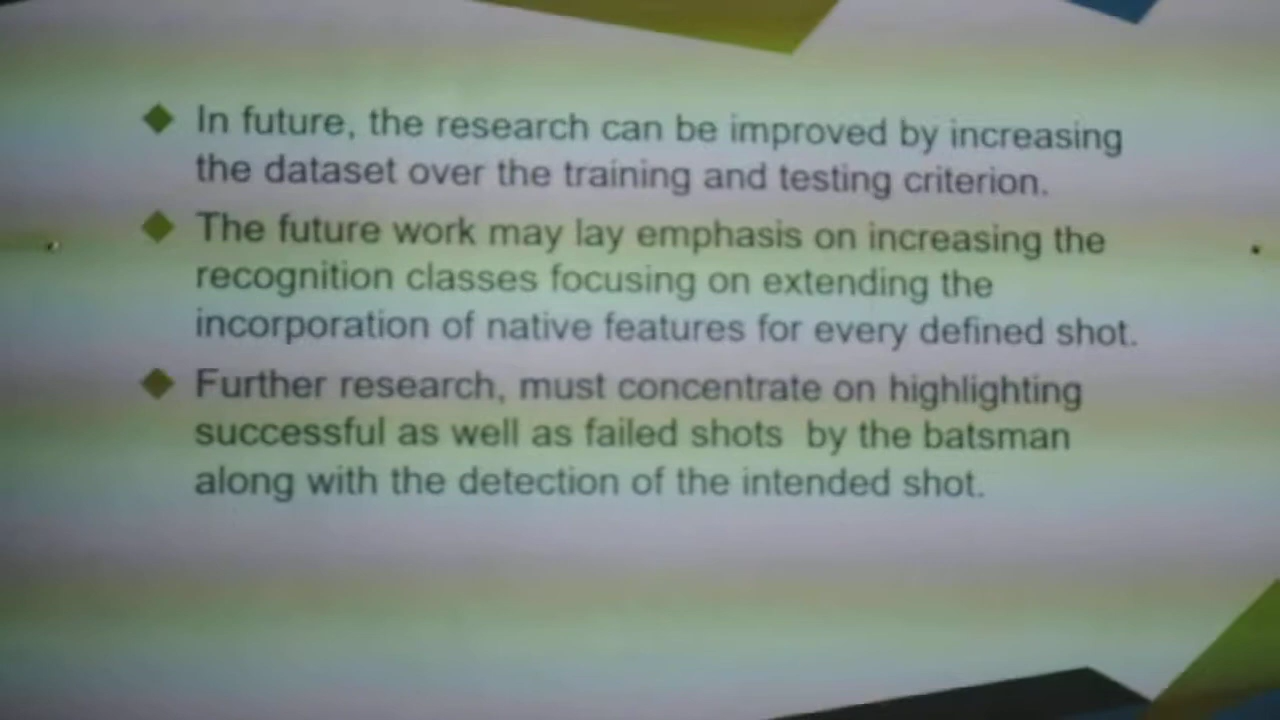 In future, the research can be improved by increasing
the dataset over the training and testing criterion.
The future work may lay emphasis on increasing the
recognition classes focusing on extending the
incorporation of native features for every defined shot.
Further research, must concentrate on highlighting
successful as well as failed shots by the batsman
along with the detection of the intended shot.